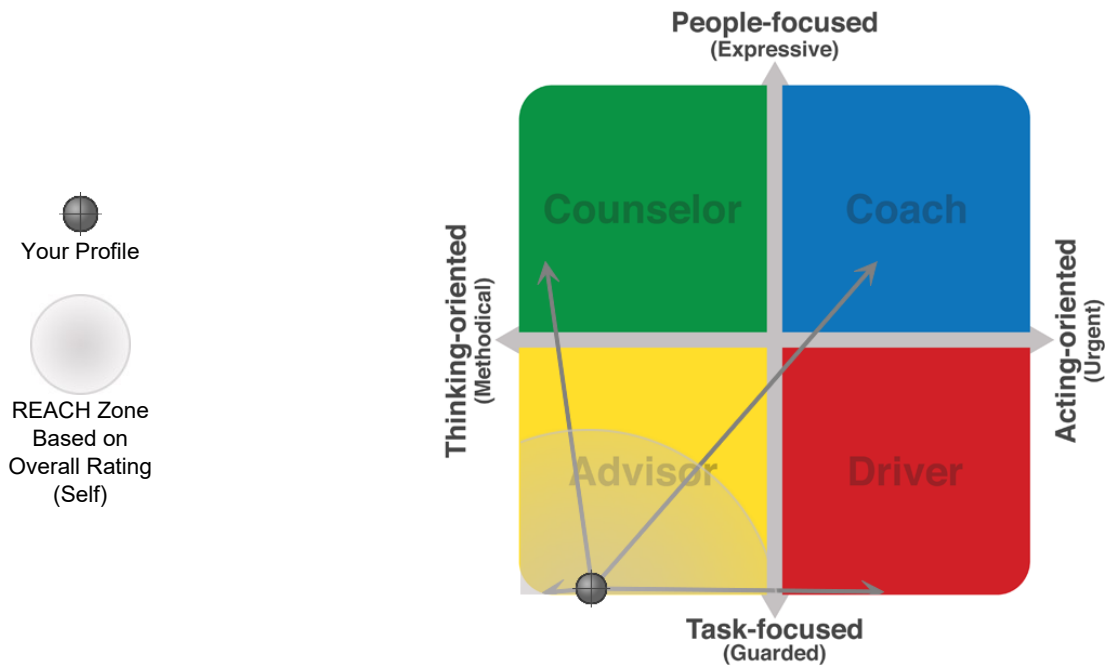 People-focused
(Expressive)
Counselor
Coach
Your Profile
Thinking-oriented
(Methodical)
Acting-oriented
(Urgent)
REACH Zone
Based on
Overall Rating
(Self)
Advisor
Driver
Task-focused
(Guarded)